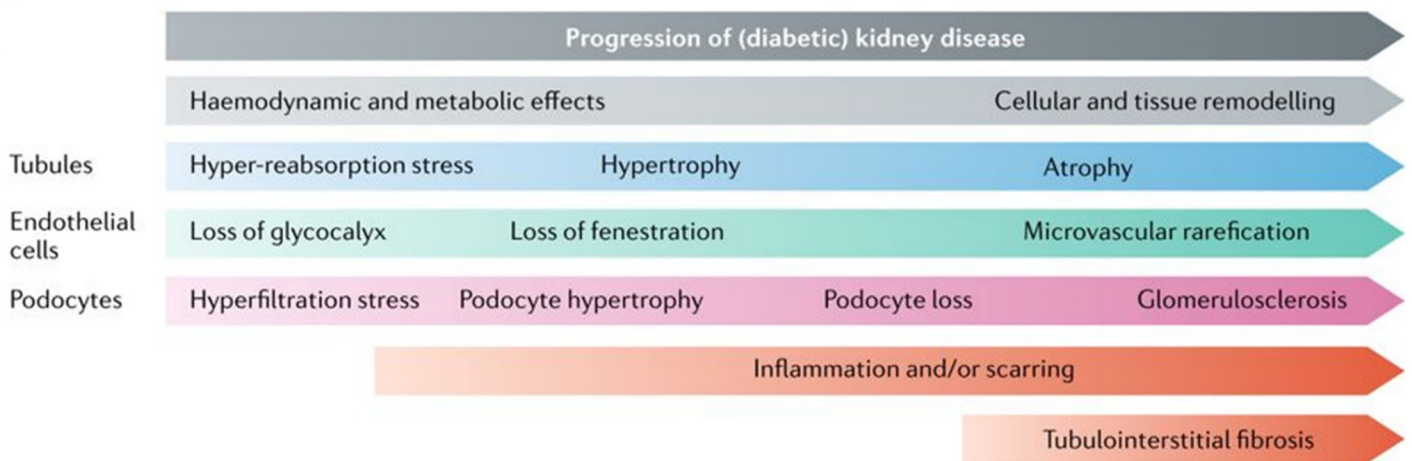 Progression of (diabetic) kidney disease
Haemodynamic and metabolic effects Cellular and tissue remodelling
Tubules Hyper-reabsorption stress Hypertrophy Atrophy
Endothelial
cells
Loss of glycocalyx Loss of fenestration Microvascular rarefication
Podocytes Hyperfiltration stress Podocyte hypertrophy Podocyte loss Glomerulosclerosis
Inflammation and/or scarring
Tubulointerstitial fibrosis